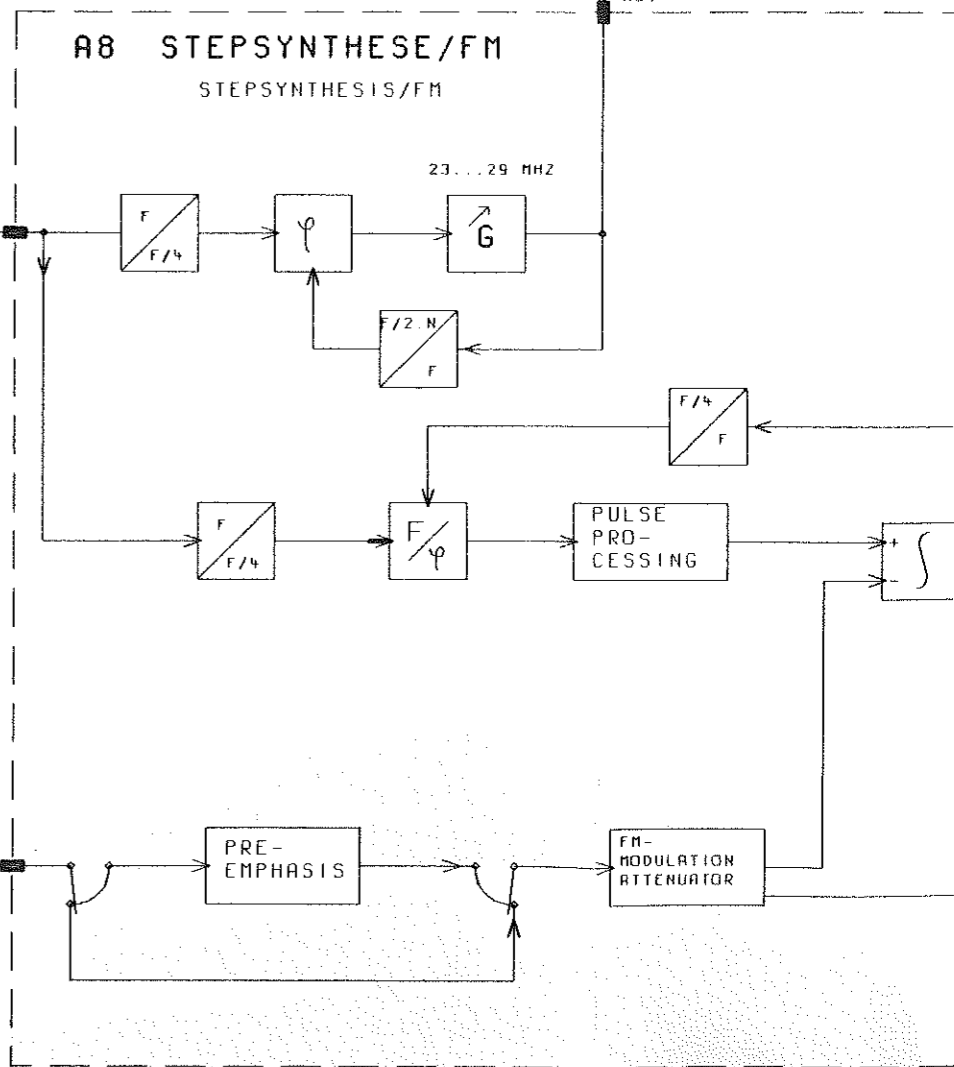 A8 STEPSYNTHESE/FM
STEPSYNTHESIS/FM
23...29 MHZ
F
F/4
φ
G
F/2.N
F
F/4
F
F
F/4
F/φ
PULSE
PRO-
CESSING
+
-
∫
PRE-
EMPHASIS
FM-
MODULATION
ATTENUATOR